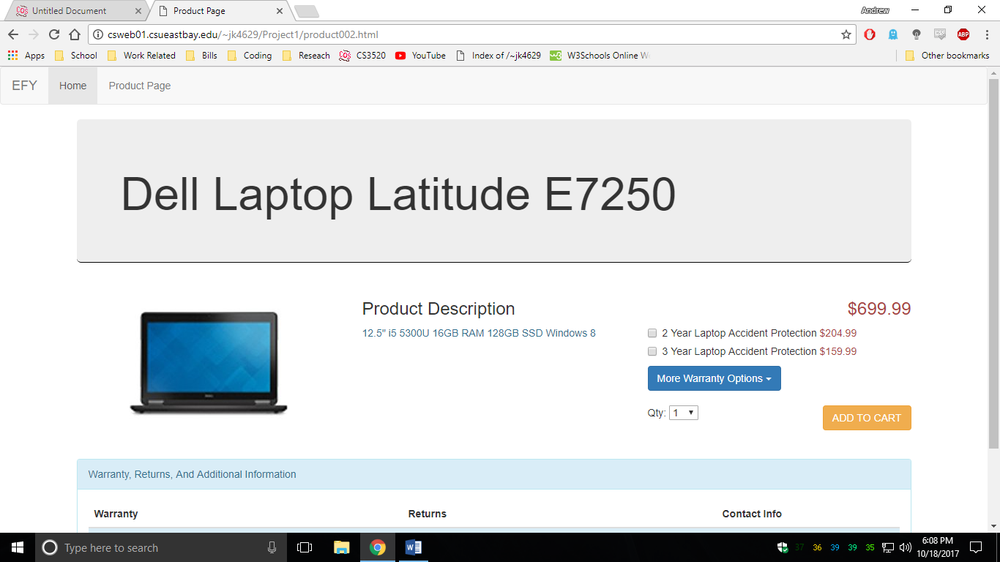 Untitled Document
Product Page
Andrew
csweb01.csueastbay.edu/~jk4629/Project1/product002.html
ABP
Apps School Work Related Bills Coding Reseach CS3520 YouTube Index of /~jk4629 W3Schools Online Other bookmarks
EFY Home Product Page
Dell Laptop Latitude E7250
Product Description
12.5" i5 5300U 16GB RAM 128GB SSD Windows 8
$699.99
2 Year Laptop Accident Protection $204.99
3 Year Laptop Accident Protection $159.99
More Warranty Options
Qty: 1
ADD TO CART
Warranty, Returns, And Additional Information
Warranty Returns Contact Info
Type here to search
37 36 39 39 35
6:08 PM
10/18/2017